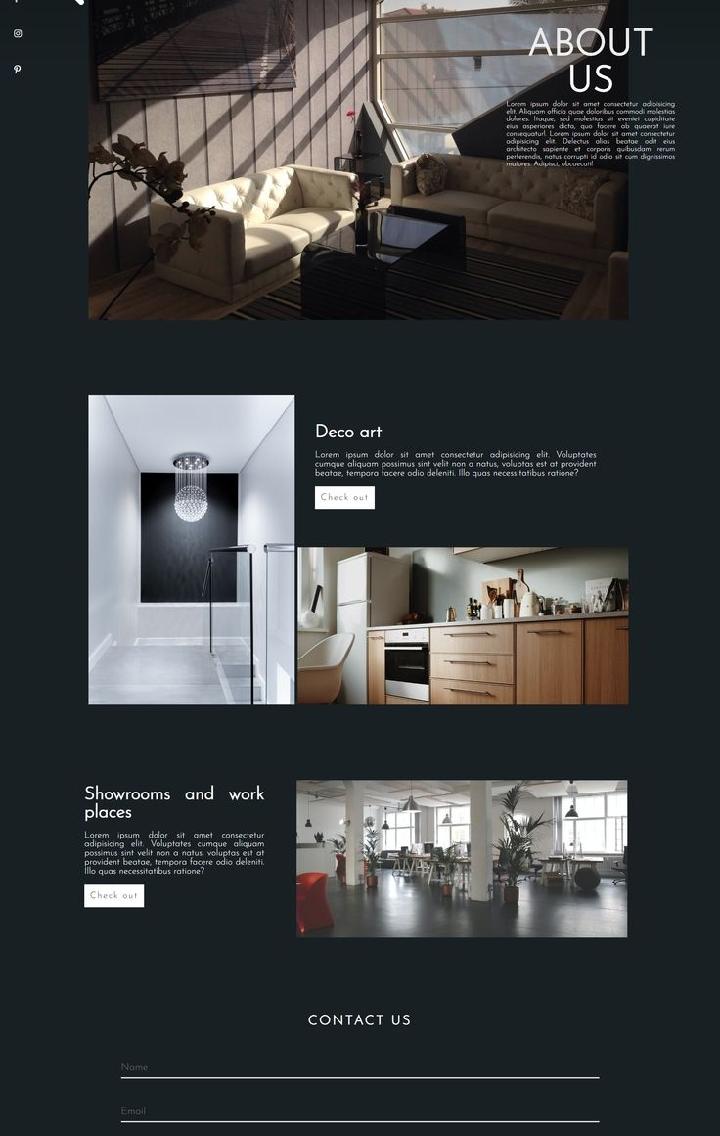 ABOUT
US
Lorem ipsum dolor sit amet consectetur adipisicing
elit. Aliquam officia quae doloribus commodi molestias
dolores. Itaque, sed molestias at eveniet cupiditate
eius asperiores dicta, quo facere ab quaerat iure
consequatur! Lorem ipsum dolor sit amet consectetur
adipisicing elit. Delectus alias beatae odit eius
architecto sapiente et corporis quibusdam rerum
perferendis, natus corrupti id odio sit cum dignissimos
maiores. Adipisci, obcaecati!
Deco art
Lorem ipsum dolor sit amet consectetur adipisicing elit. Voluptates
cumque aliquam possimus sint velit non a natus, voluptas est at provident
beatae, tempora facere odio deleniti. Illo quas necessitatibus ratione?
Check out
Showrooms and work
places
Lorem ipsum dolor sit amet consectetur
adipisicing elit. Voluptates cumque aliquam
possimus sint velit non a natus voluptas est at
provident beatae, tempora facere odio deleniti.
Illo quas necessitatibus ratione?
Check out
CONTACT US
Name
Email